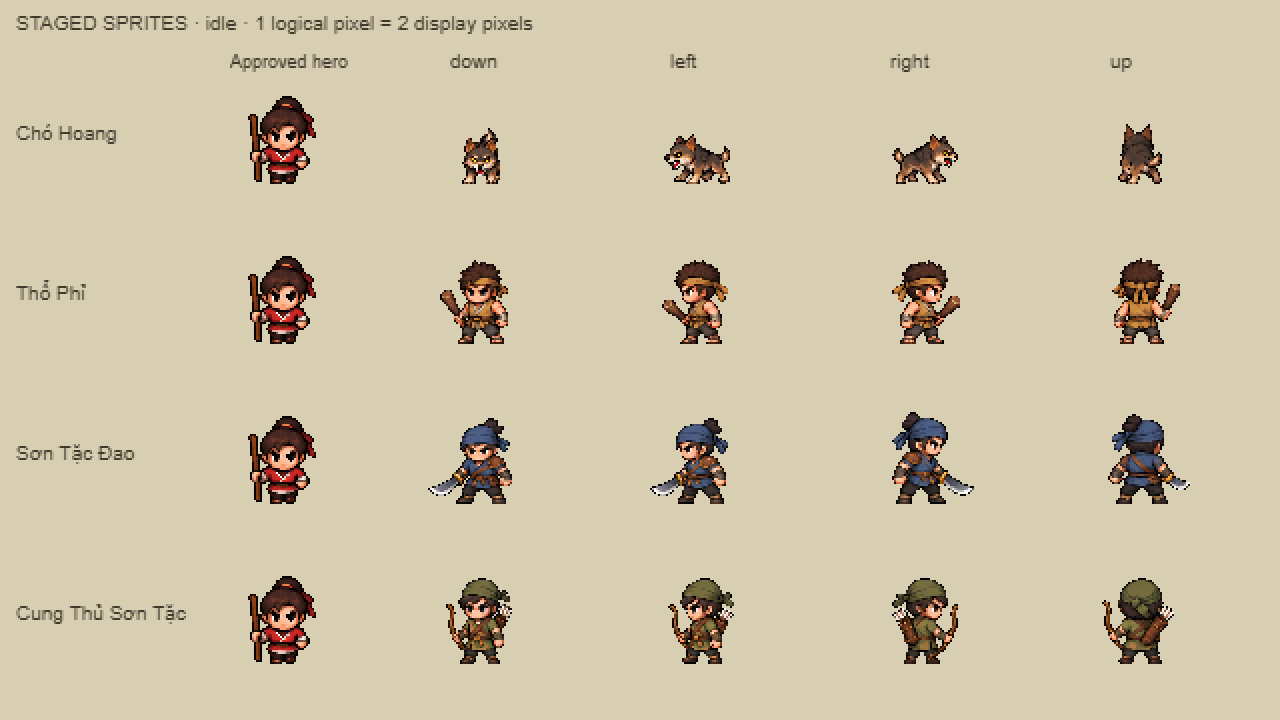 STAGED SPRITES · idle · 1 logical pixel = 2 display pixels
Approved hero down left right up
Chó Hoang
Thổ Phỉ
Sơn Tặc Đao
Cung Thủ Sơn Tặc